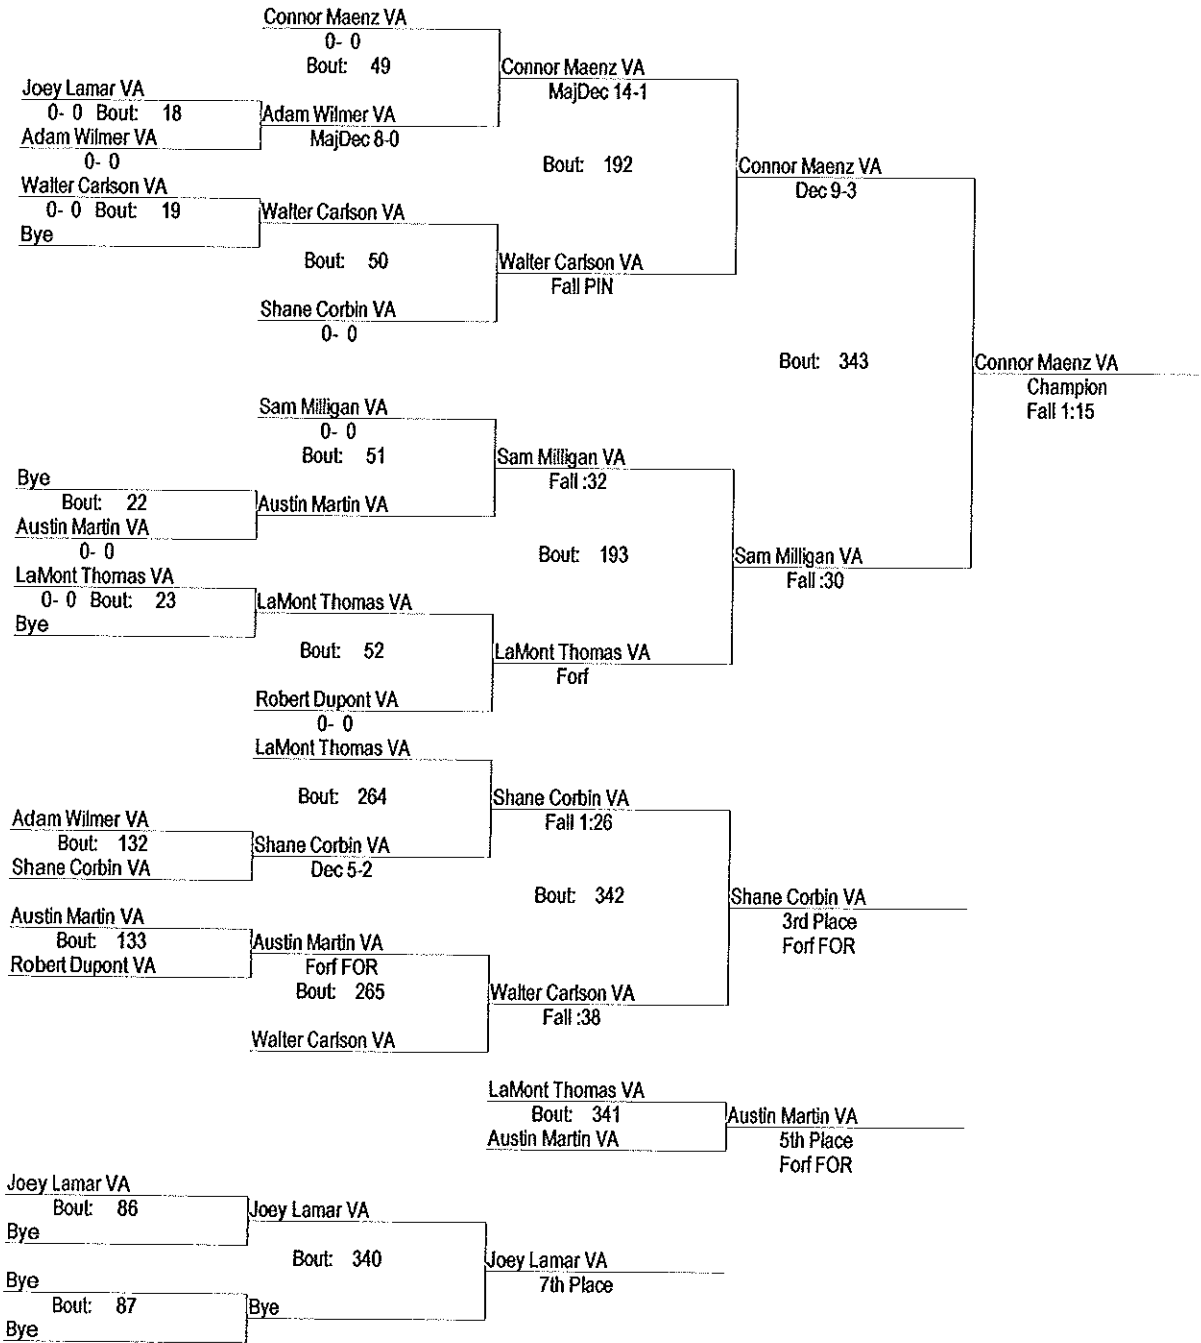 Connor Maenz VA
0- 0
Bout: 49
Connor Maenz VA
MajDec 14-1
Joey Lamar VA
0- 0 Bout: 18
Adam Wilmer VA
MajDec 8-0
Adam Wilmer VA
0- 0
Bout: 192
Connor Maenz VA
Dec 9-3
Walter Carlson VA
0- 0 Bout: 19
Walter Carlson VA
Bye
Bout: 50
Walter Carlson VA
Fall PIN
Shane Corbin VA
0- 0
Bout: 343
Connor Maenz VA
Champion
Fall 1:15
Sam Milligan VA
0- 0
Bout: 51
Sam Milligan VA
Fall :32
Bye
Bout: 22
Austin Martin VA
Austin Martin VA
0- 0
Bout: 193
Sam Milligan VA
Fall :30
LaMont Thomas VA
0- 0 Bout: 23
LaMont Thomas VA
Bye
Bout: 52
LaMont Thomas VA
Forf
Robert Dupont VA
0- 0
LaMont Thomas VA
Bout: 264
Shane Corbin VA
Fall 1:26
Adam Wilmer VA
Bout: 132
Shane Corbin VA
Dec 5-2
Shane Corbin VA
Bout: 342
Shane Corbin VA
3rd Place
Forf FOR
Austin Martin VA
Bout: 133
Austin Martin VA
Forf FOR
Robert Dupont VA
Bout: 265
Walter Carlson VA
Fall :38
Walter Carlson VA
LaMont Thomas VA
Bout: 341
Austin Martin VA
Austin Martin VA
5th Place
Forf FOR
Joey Lamar VA
Bout: 86
Joey Lamar VA
Bye
Bout: 340
Joey Lamar VA
7th Place
Bye
Bout: 87
Bye
Bye